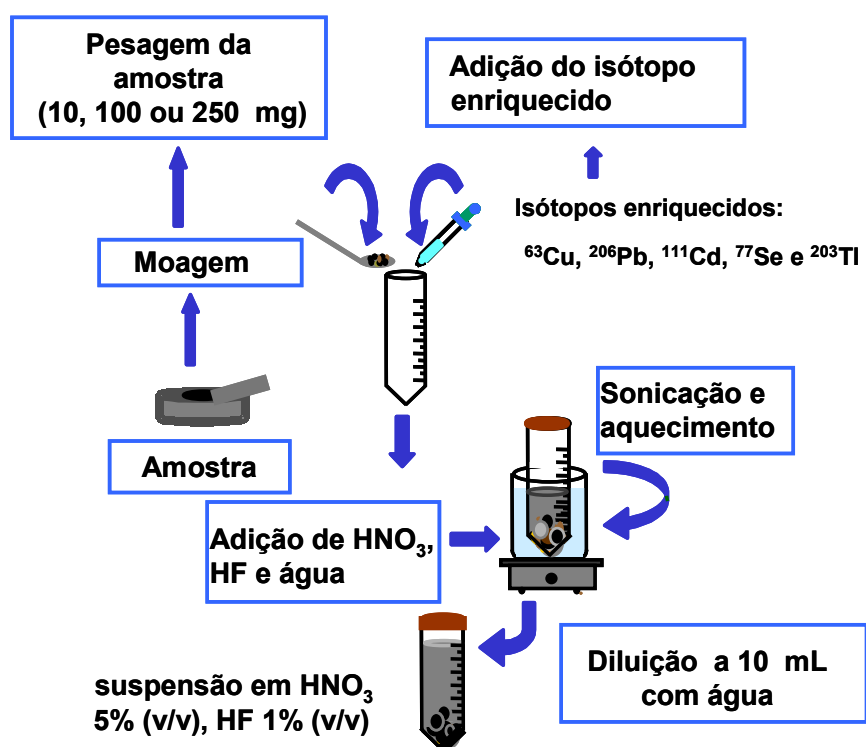 Pesagem da
amostra
(10, 100 ou 250 mg)
Adição do isótopo
enriquecido
Isótopos enriquecidos:
⁶³Cu, ²⁰⁶Pb, ¹¹¹Cd, ⁷⁷Se e ²⁰³Tl
Moagem
Amostra
Sonicação e
aquecimento
Adição de HNO₃,
HF e água
suspensão em HNO₃
5% (v/v), HF 1% (v/v)
Diluição a 10 mL
com água